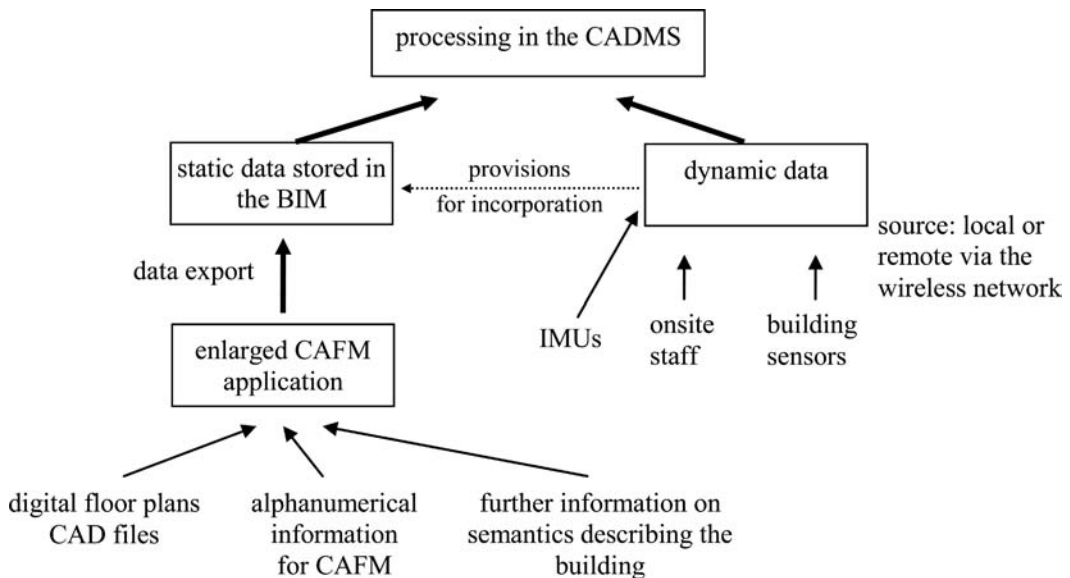 processing in the CADMS
static data stored in
the BIM
provisions
for incorporation
dynamic data
source: local or
remote via the
wireless network
data export
IMUs
onsite
staff
building
sensors
enlarged CAFM
application
digital floor plans
CAD files
alphanumerical
information
for CAFM
further information on
semantics describing the
building